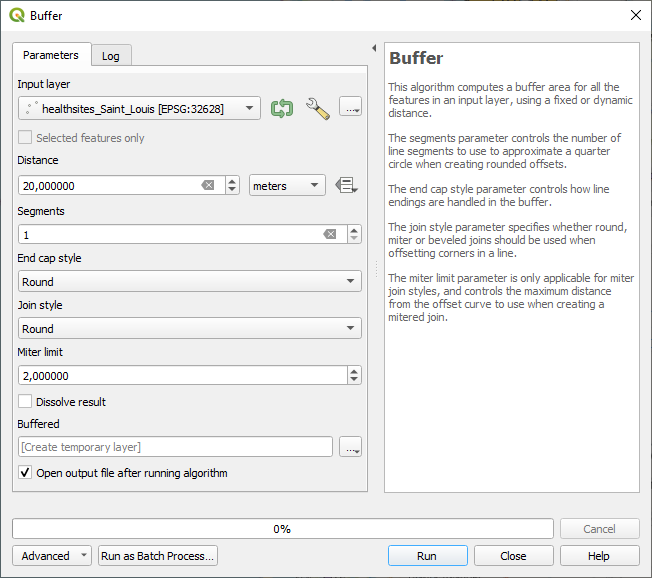 Buffer
Parameters
Log
Input layer
healthsites_Saint_Louis [EPSG:32628]
...
Selected features only
Distance
20,000000
meters
Segments
1
End cap style
Round
Join style
Round
Miter limit
2,000000
Dissolve result
Buffered
[Create temporary layer]
...
Open output file after running algorithm
Buffer
This algorithm computes a buffer area for all the
features in an input layer, using a fixed or dynamic
distance.
The segments parameter controls the number of
line segments to use to approximate a quarter
circle when creating rounded offsets.
The end cap style parameter controls how line
endings are handled in the buffer.
The join style parameter specifies whether round,
miter or beveled joins should be used when
offsetting corners in a line.
The miter limit parameter is only applicable for miter
join styles, and controls the maximum distance
from the offset curve to use when creating a
mitered join.
0%
Cancel
Advanced
Run as Batch Process...
Run
Close
Help